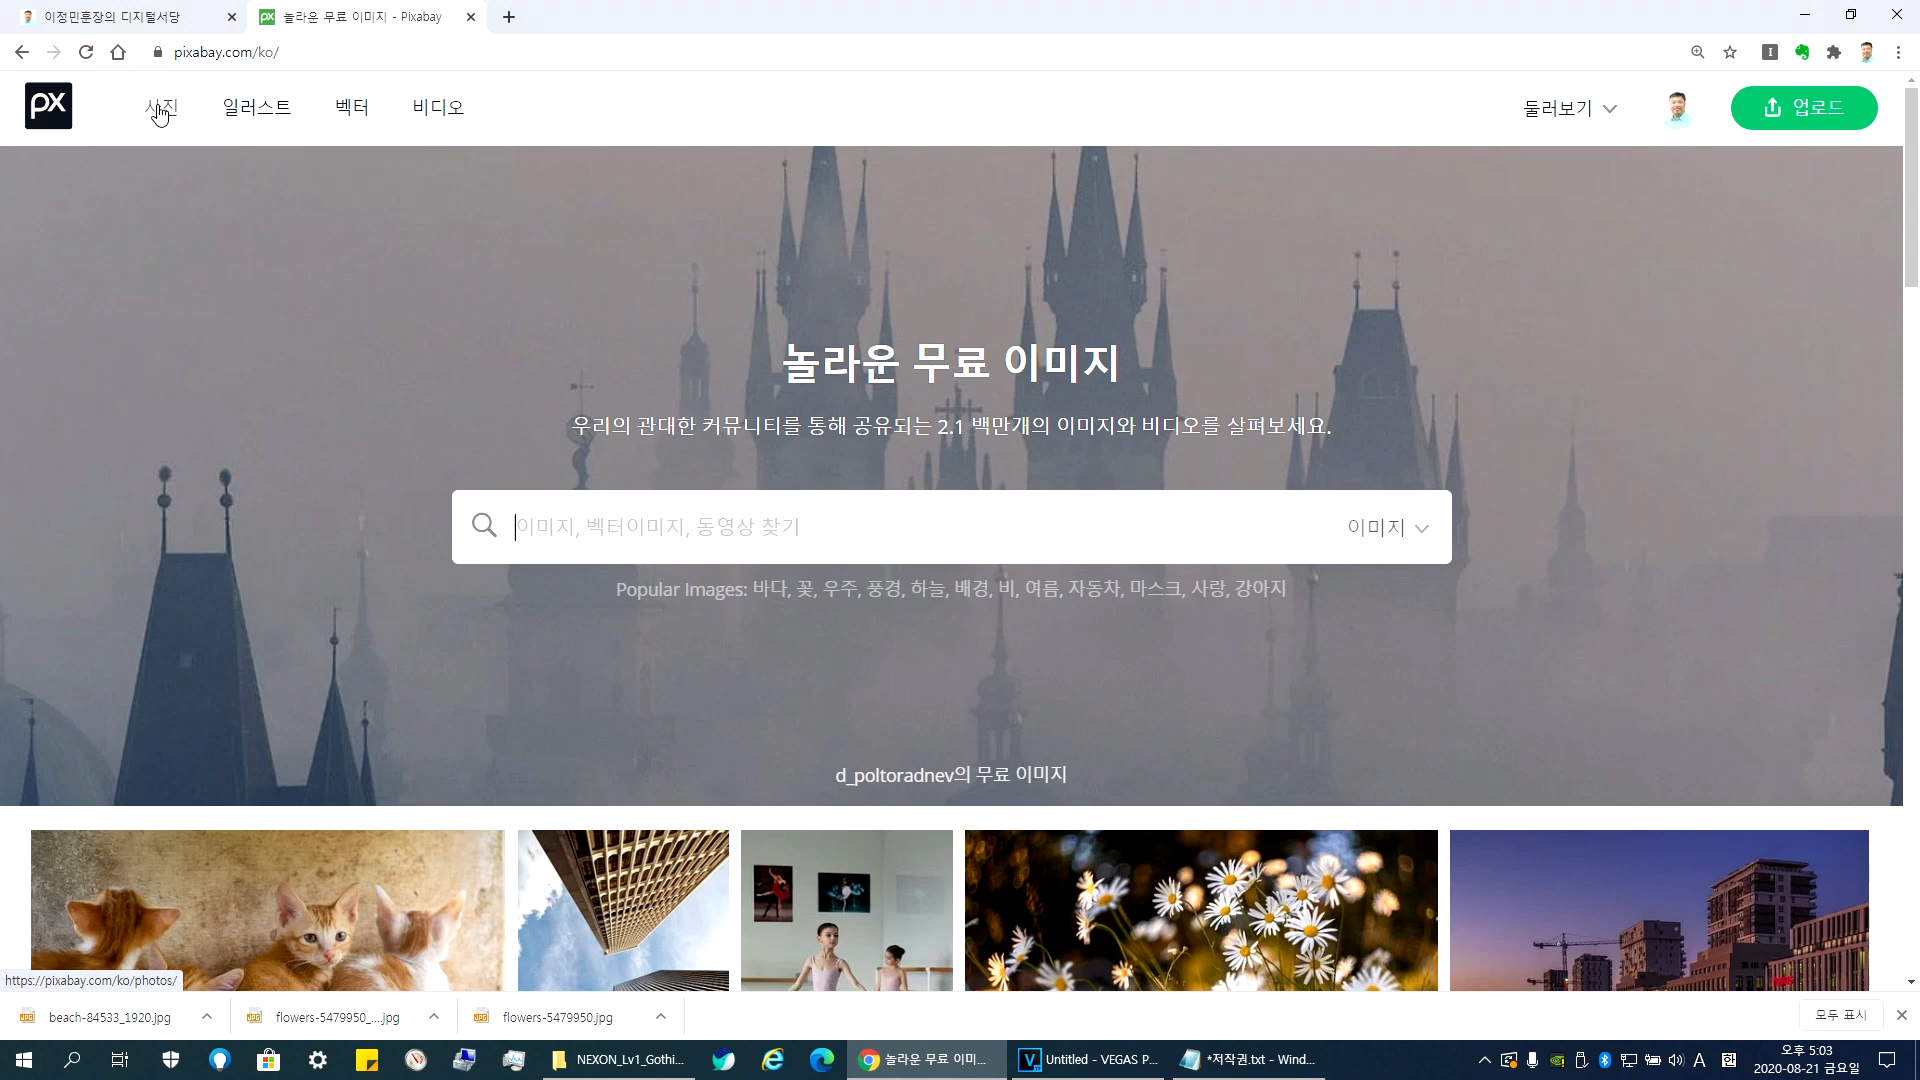 이정민훈장의 디지털서당
놀라운 무료 이미지 - Pixabay
pixabay.com/ko/
px
사진
일러스트
벡터
비디오
둘러보기
업로드
놀라운 무료 이미지
우리의 관대한 커뮤니티를 통해 공유되는 2.1 백만개의 이미지와 비디오를 살펴보세요.
이미지, 벡터이미지, 동영상 찾기
이미지
Popular Images: 바다, 꽃, 우주, 풍경, 하늘, 배경, 비, 여름, 자동차, 마스크, 사랑, 강아지
d_poltoradnev의 무료 이미지
https://pixabay.com/ko/photos/
beach-84533_1920.jpg
flowers-5479950_....jpg
flowers-5479950.jpg
모두 표시
NEXON_Lv1_Gothi...
놀라운 무료 이미...
Untitled - VEGAS P...
*저작권.txt - Wind...
A
한
오후 5:03
2020-08-21 금요일